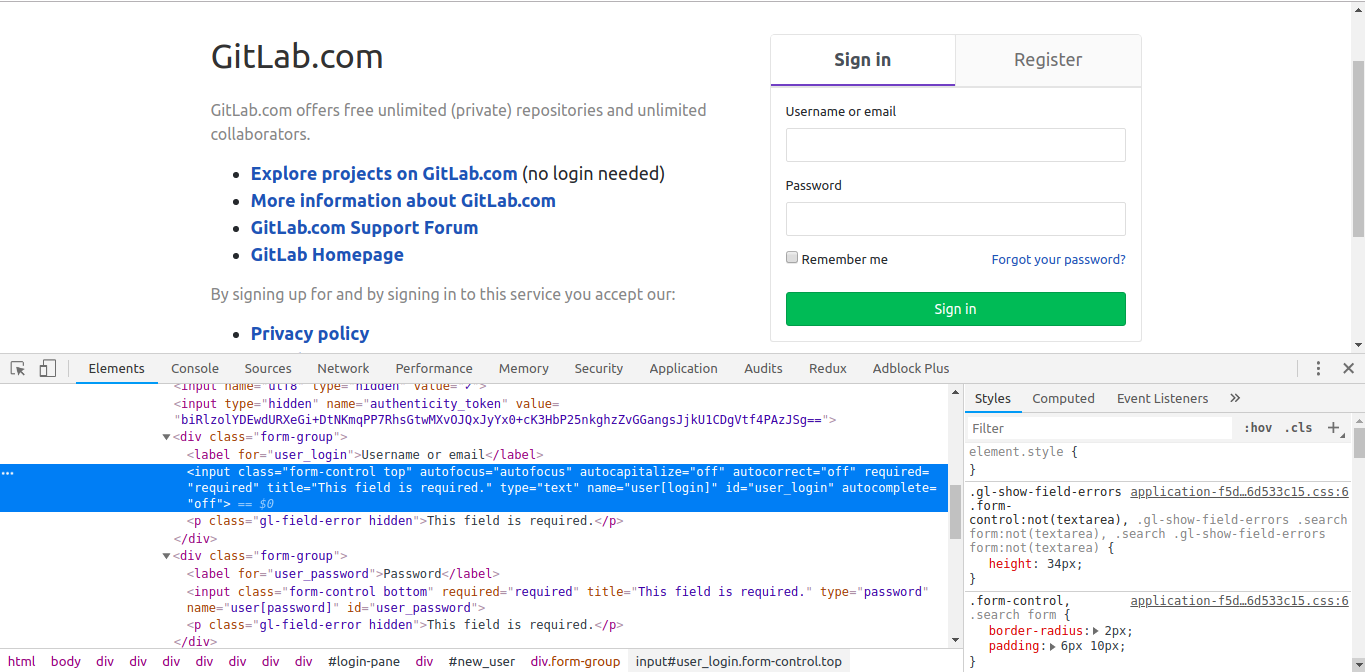 GitLab.com
GitLab.com offers free unlimited (private) repositories and unlimited
collaborators.
Explore projects on GitLab.com (no login needed)
More information about GitLab.com
GitLab.com Support Forum
GitLab Homepage
By signing up for and by signing in to this service you accept our:
Privacy policy
Sign in Register
Username or email
Password
Remember me Forgot your password?
Sign in
Elements Console Sources Network Performance Memory Security Application Audits Redux Adblock Plus
<input name="utf8" type="hidden" value="✓">
<input type="hidden" name="authenticity_token" value=
"biRlzolYDEwdURXeGi+DtNKmqPP7RhsGtwMXvOJQxJyYx0+cK3HbP25nkghzZvGGangsJjkU1CDgVtf4PAzJSg==">
▼<div class="form-group">
<label for="user_login">Username or email</label>
... <input class="form-control top" autofocus="autofocus" autocapitalize="off" autocorrect="off" required=
"required" title="This field is required." type="text" name="user[login]" id="user_login" autocomplete=
"off"> == $0
<p class="gl-field-error hidden">This field is required.</p>
</div>
▼<div class="form-group">
<label for="user_password">Password</label>
<input class="form-control bottom" required="required" title="This field is required." type="password"
name="user[password]" id="user_password">
<p class="gl-field-error hidden">This field is required.</p>
</div>
html body div div div div div div div #login-pane div #new_user div.form-group input#user_login.form-control.top
Styles Computed Event Listeners »
Filter :hov .cls +
element.style {
}
.gl-show-field-errors application-f5d…6d533c15.css:6
.form-
control:not(textarea), .gl-show-field-errors .search
form:not(textarea), .search .gl-show-field-errors
form:not(textarea) {
height: 34px;
}
.form-control, application-f5d…6d533c15.css:6
.search form {
border-radius:▶2px;
padding:▶6px 10px;
}